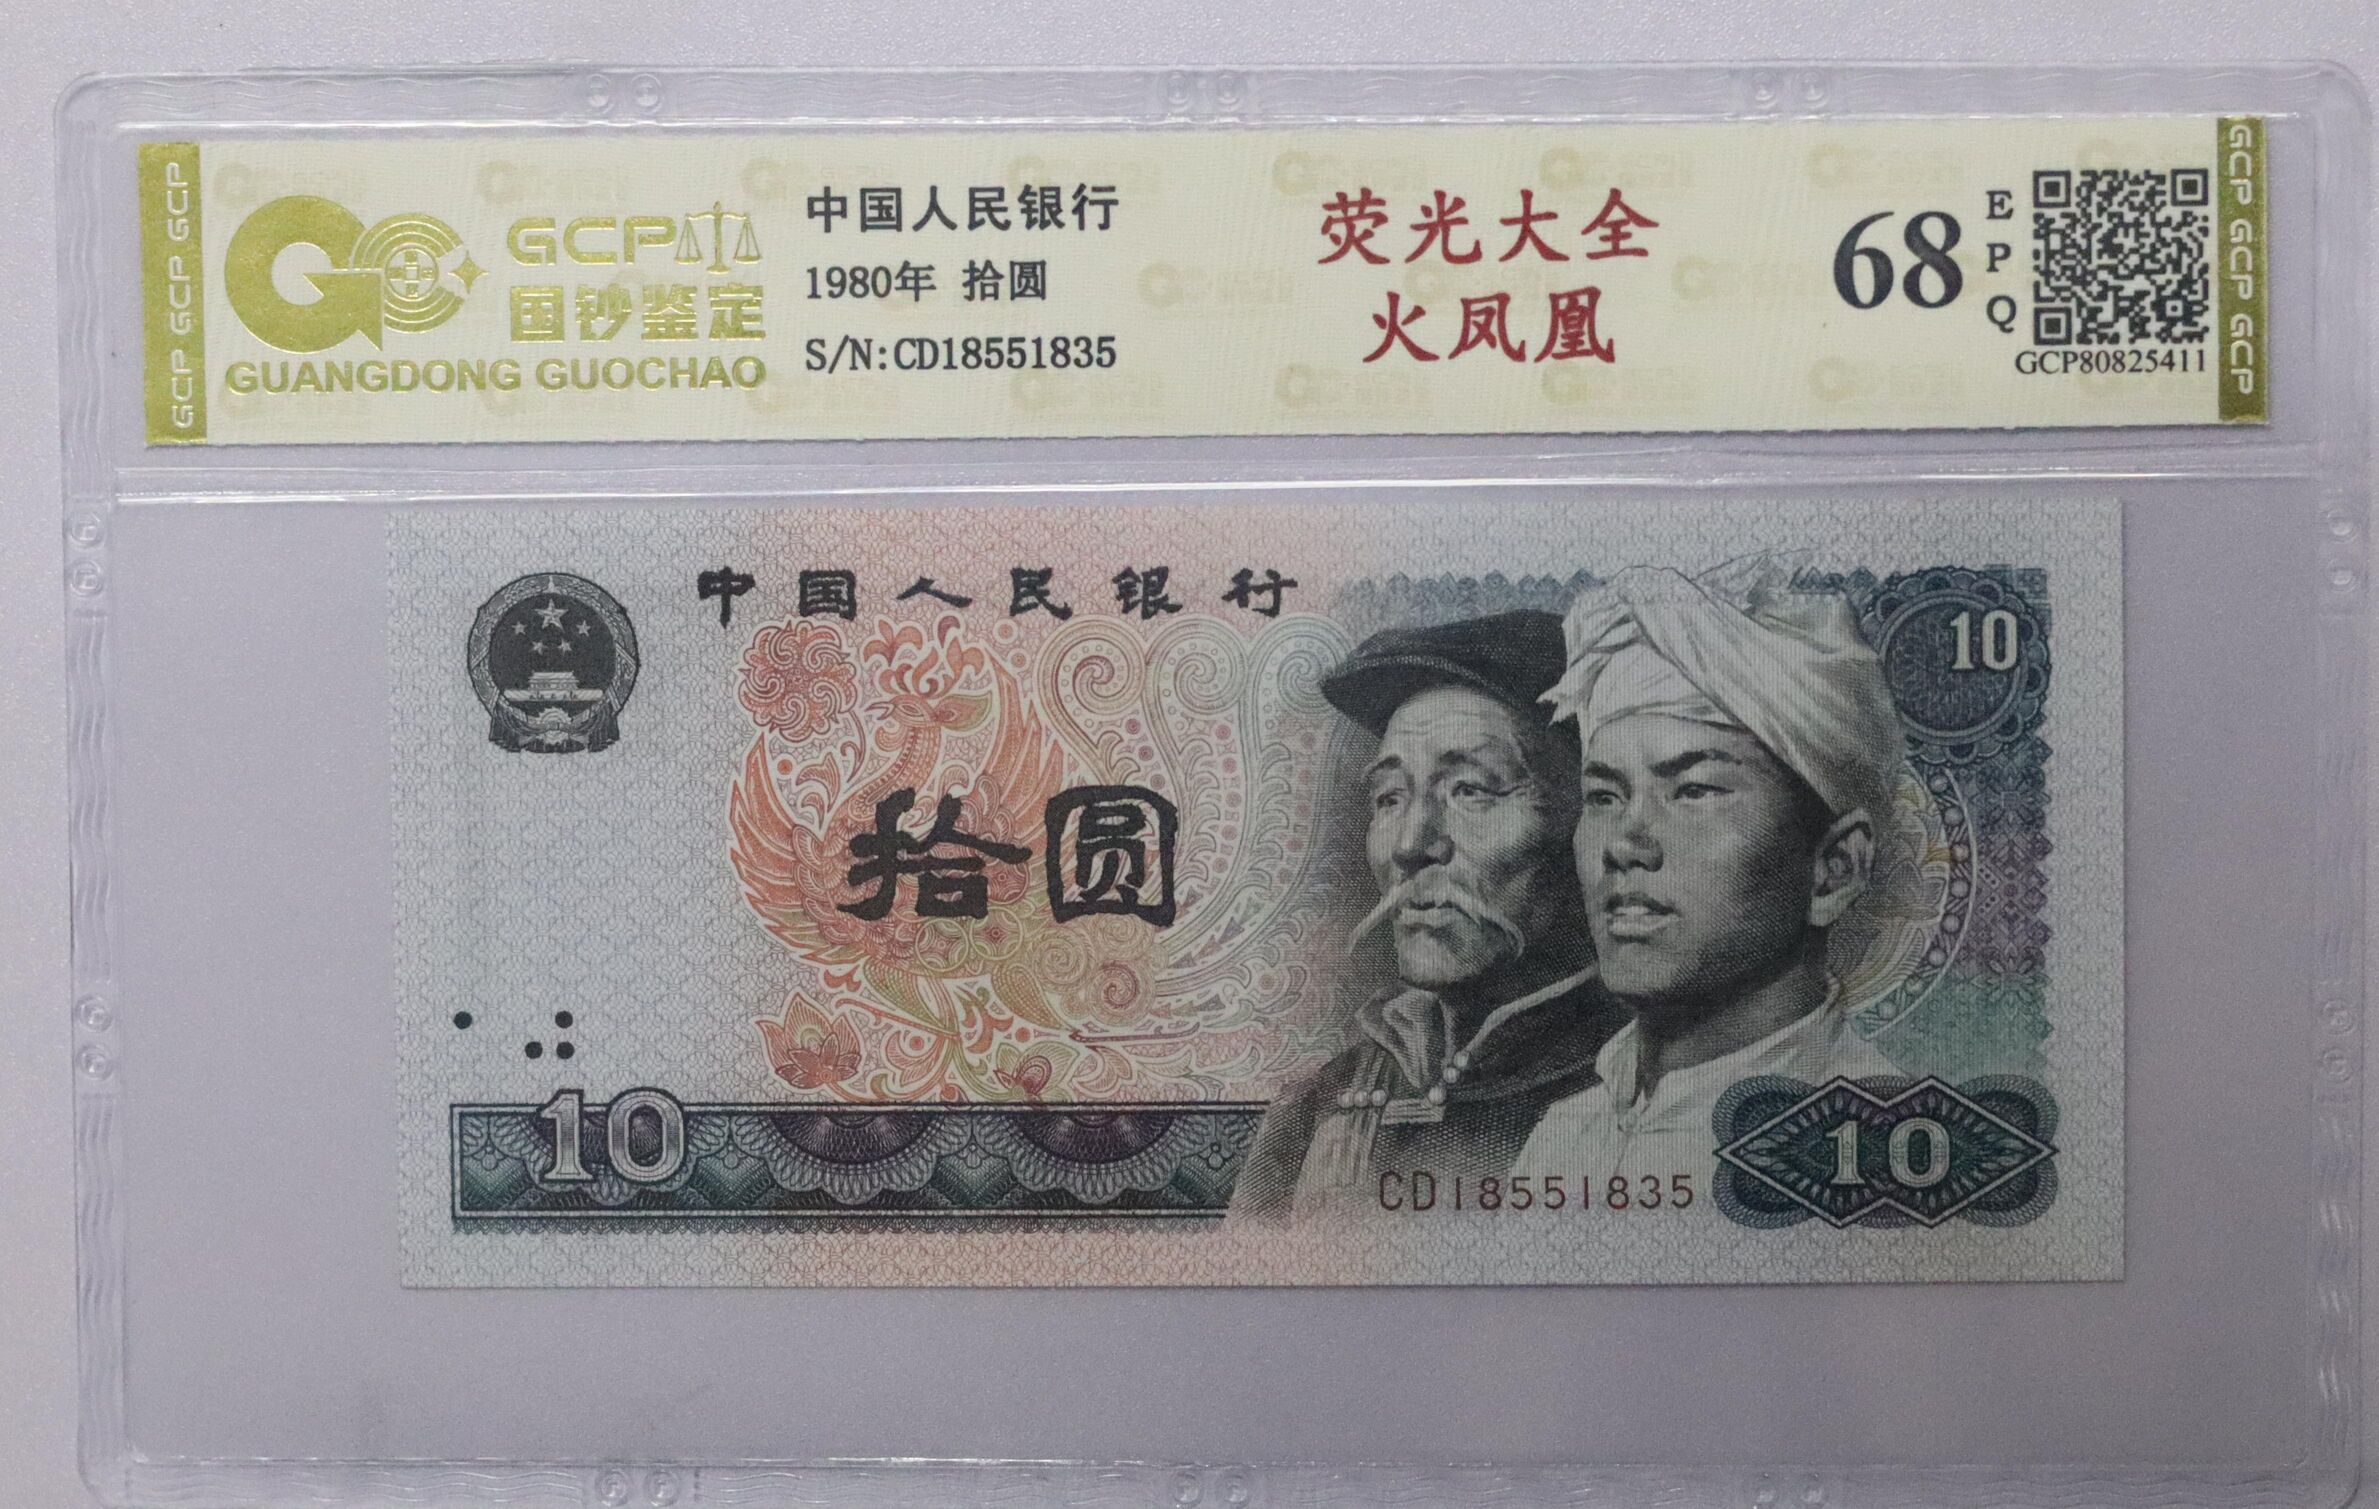 GCP GCP GCP
GCP
国钞鉴定
GUANGDONG GUOCHAO
中国人民银行
1980年 拾圆
S/N:CD18551835
荧光大全
火凤凰
68
EPQ
GCP80825411
GCP GCP GCP
中国人民银行
10
拾圆
10
CD18551835
10